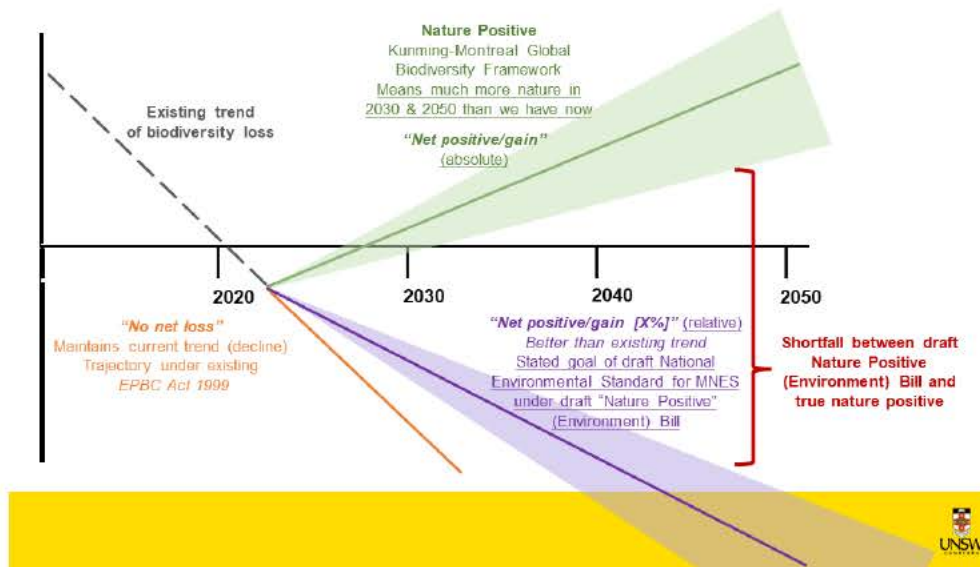 Nature Positive
Kunming-Montreal Global
Biodiversity Framework
Means much more nature in
2030 & 2050 than we have now
“Net positive/gain”
(absolute)
Existing trend
of biodiversity loss
2020
2030
2040
2050
“No net loss”
Maintains current trend (decline)
Trajectory under existing
EPBC Act 1999
“Net positive/gain [X%]” (relative)
Better than existing trend
Stated goal of draft National
Environmental Standard for MNES
under draft “Nature Positive”
(Environment) Bill
Shortfall between draft
Nature Positive
(Environment) Bill and
true nature positive
UNSW